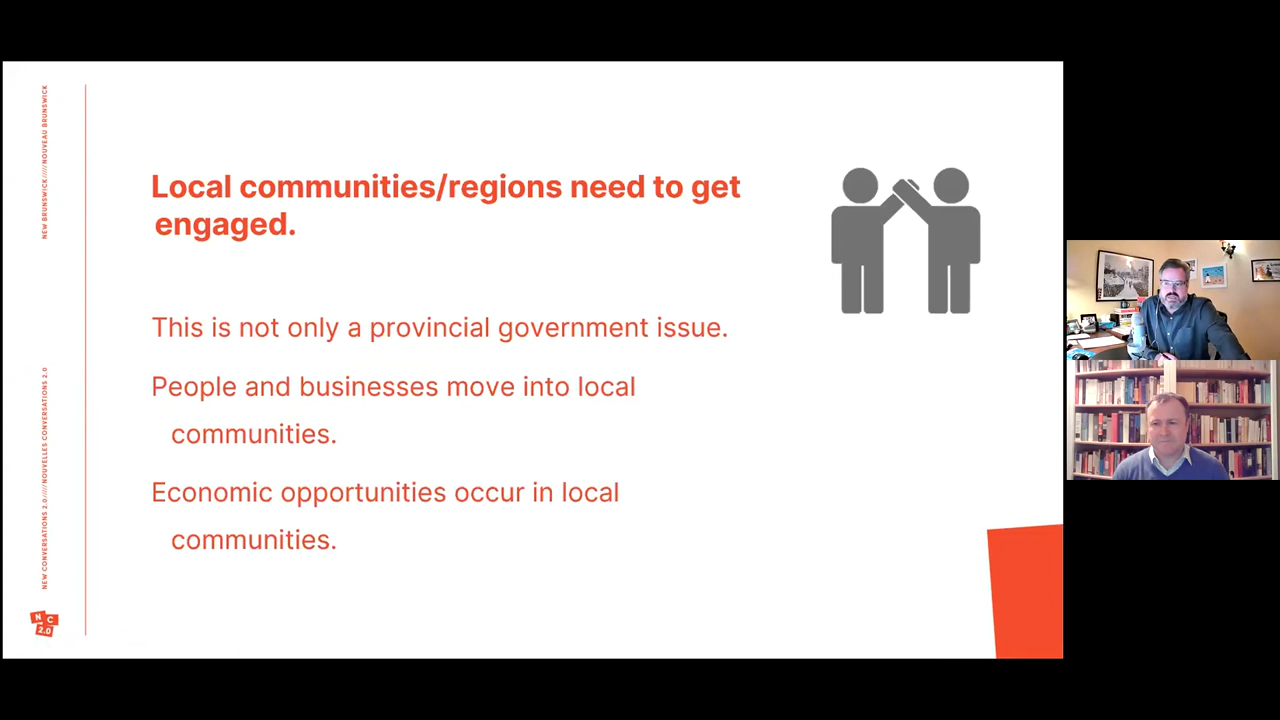 NEW BRUNSWICK/////NOUVEAU BRUNSWICK
Local communities/regions need to get
engaged.
This is not only a provincial government issue.
People and businesses move into local
communities.
Economic opportunities occur in local
communities.
NEW CONVERSATIONS 2.0/////NOUVELLES CONVERSATIONS 2.0
N C
2.0